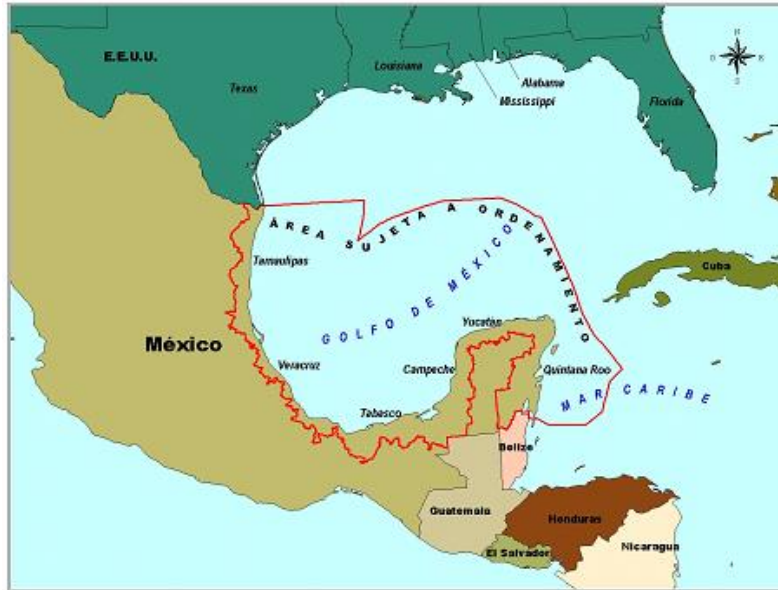 E.E.U.U.
Texas
Louisiana
Alabama
Mississippi
Florida
ÁREA SUJETA A ORDENAMIENTO
Tamaulipas
GOLFO DE MÉXICO
Cuba
México
Yucatán
Veracruz
Campeche
Quintana Roo
MAR CARIBE
Tabasco
Belize
Guatemala
Honduras
El Salvador
Nicaragua